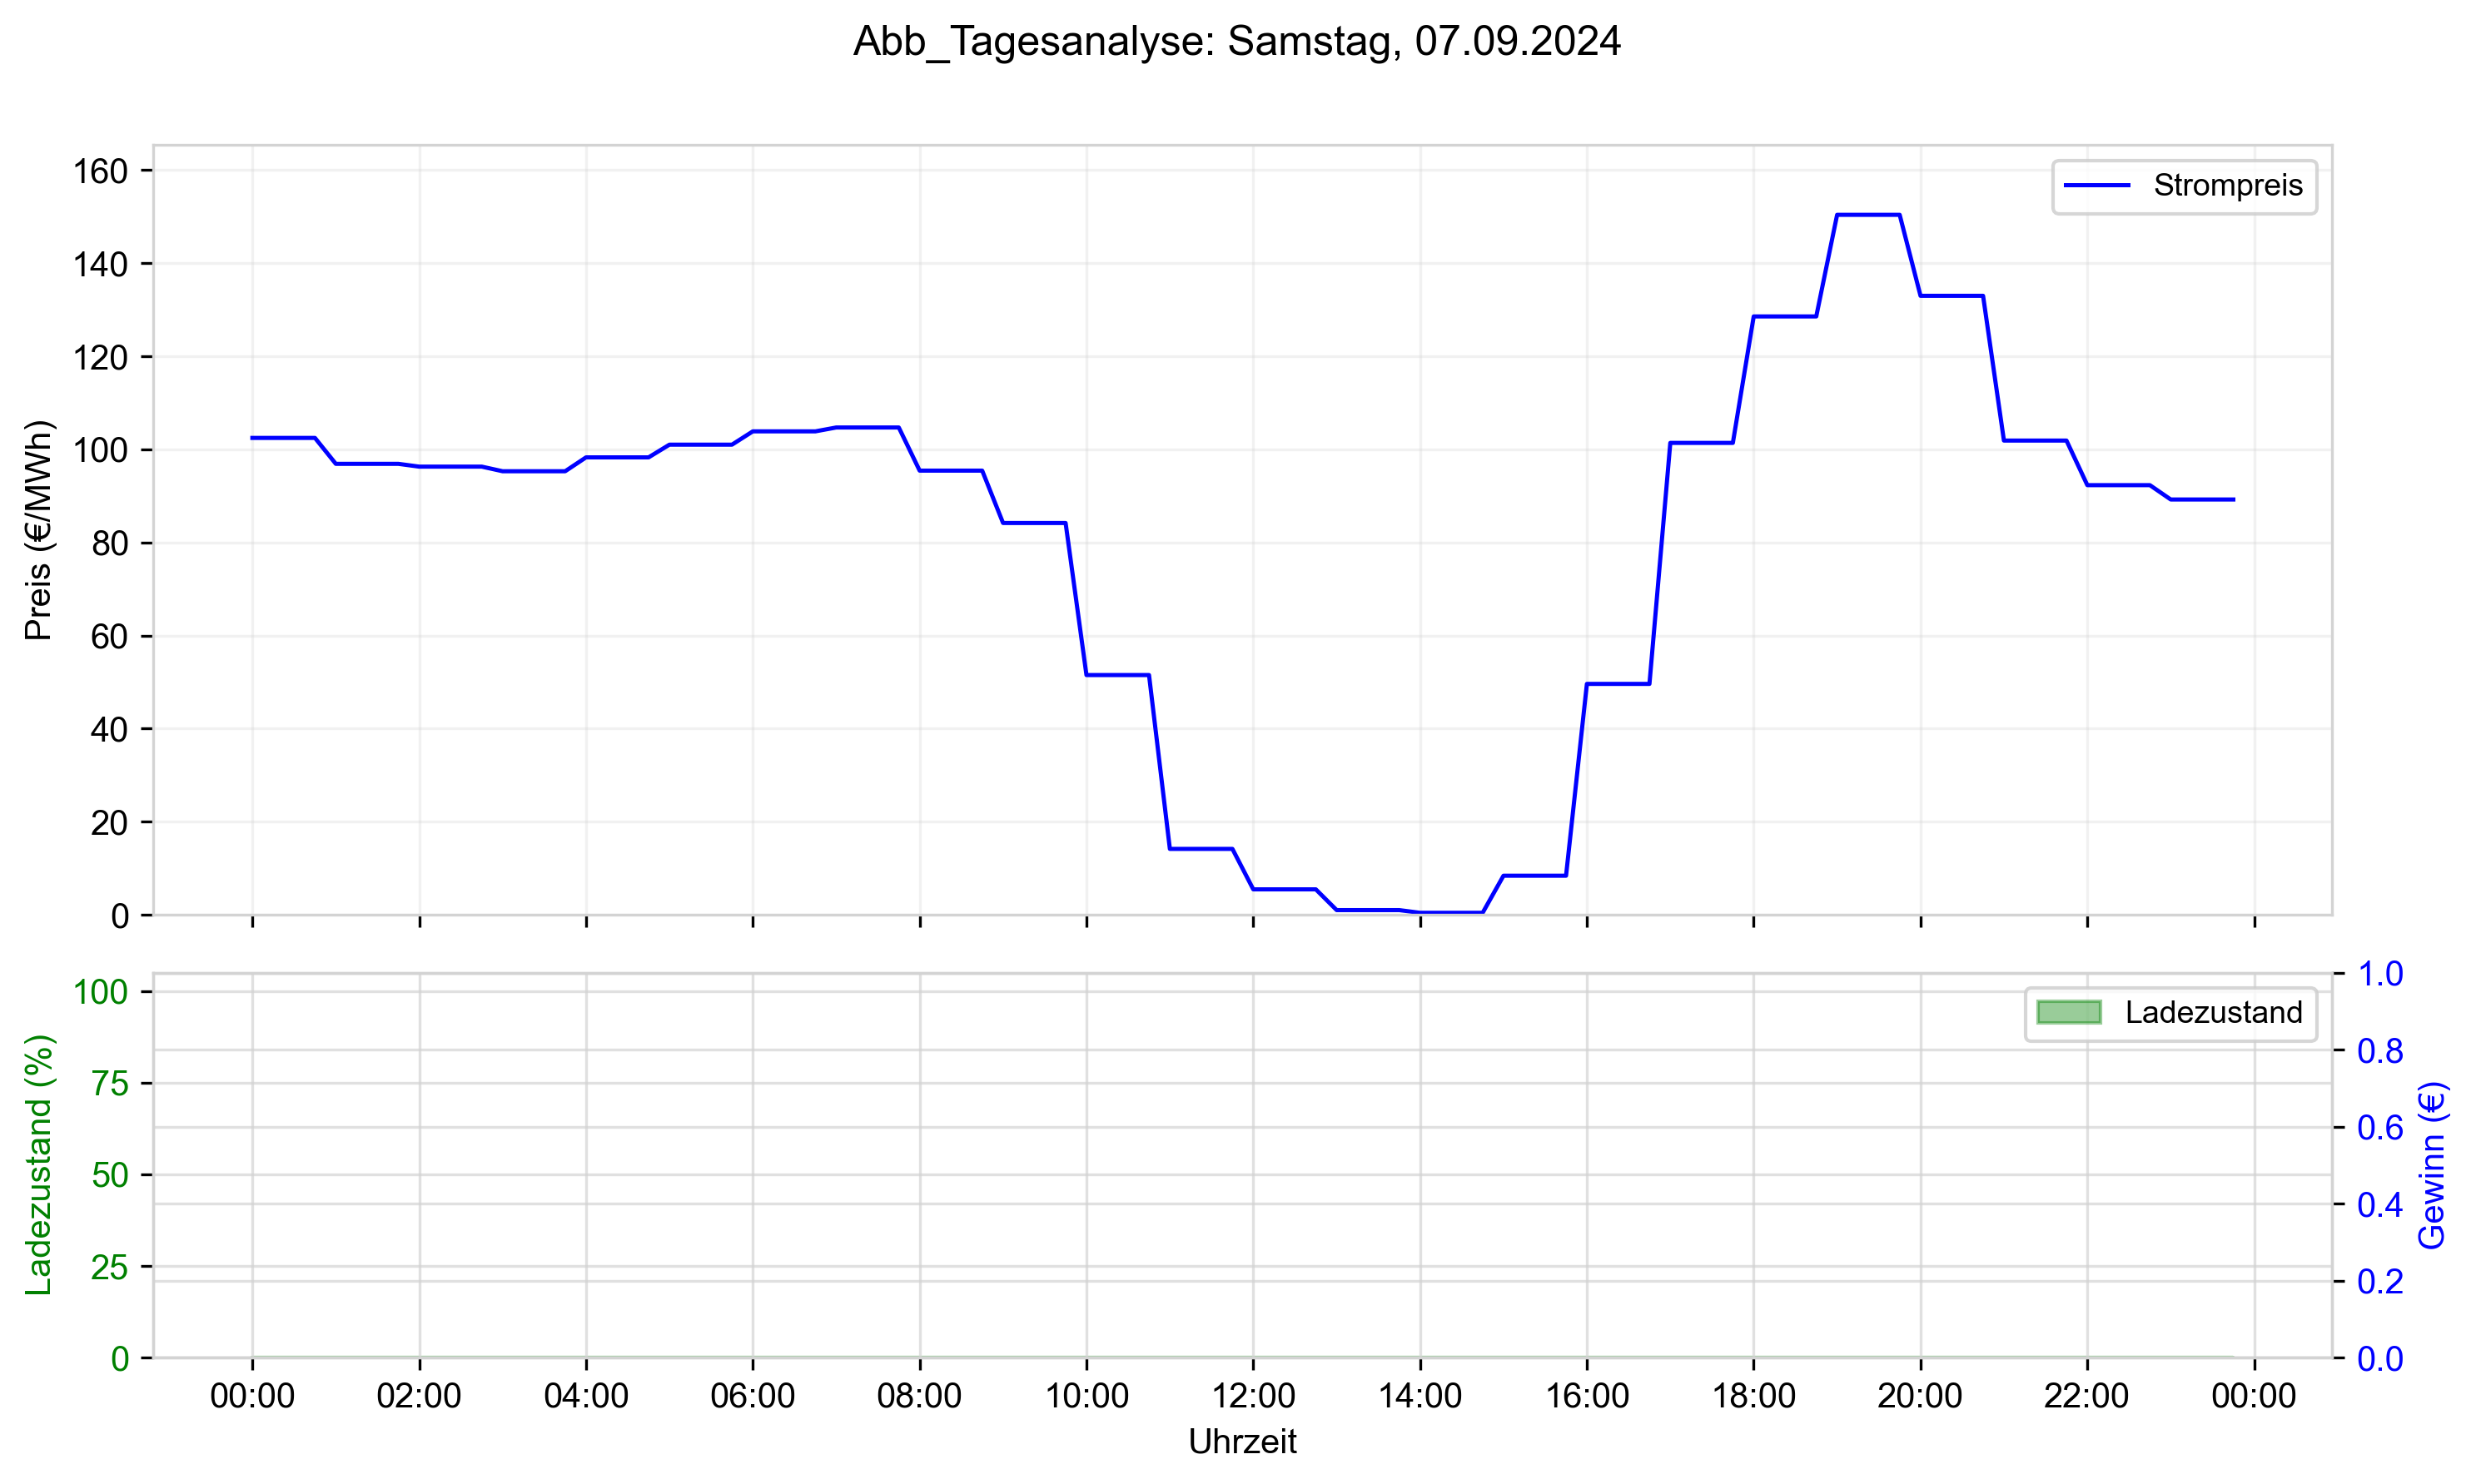 Abb_Tagesanalyse: Samstag, 07.09.2024
160
140
120
100
80
60
40
20
0
Preis (€/MWh)
Strompreis
100
75
50
25
0
Ladezustand (%)
Ladezustand
1.0
0.8
0.6
0.4
0.2
0.0
Gewinn (€)
00:00 02:00 04:00 06:00 08:00 10:00 12:00 14:00 16:00 18:00 20:00 22:00 00:00
Uhrzeit